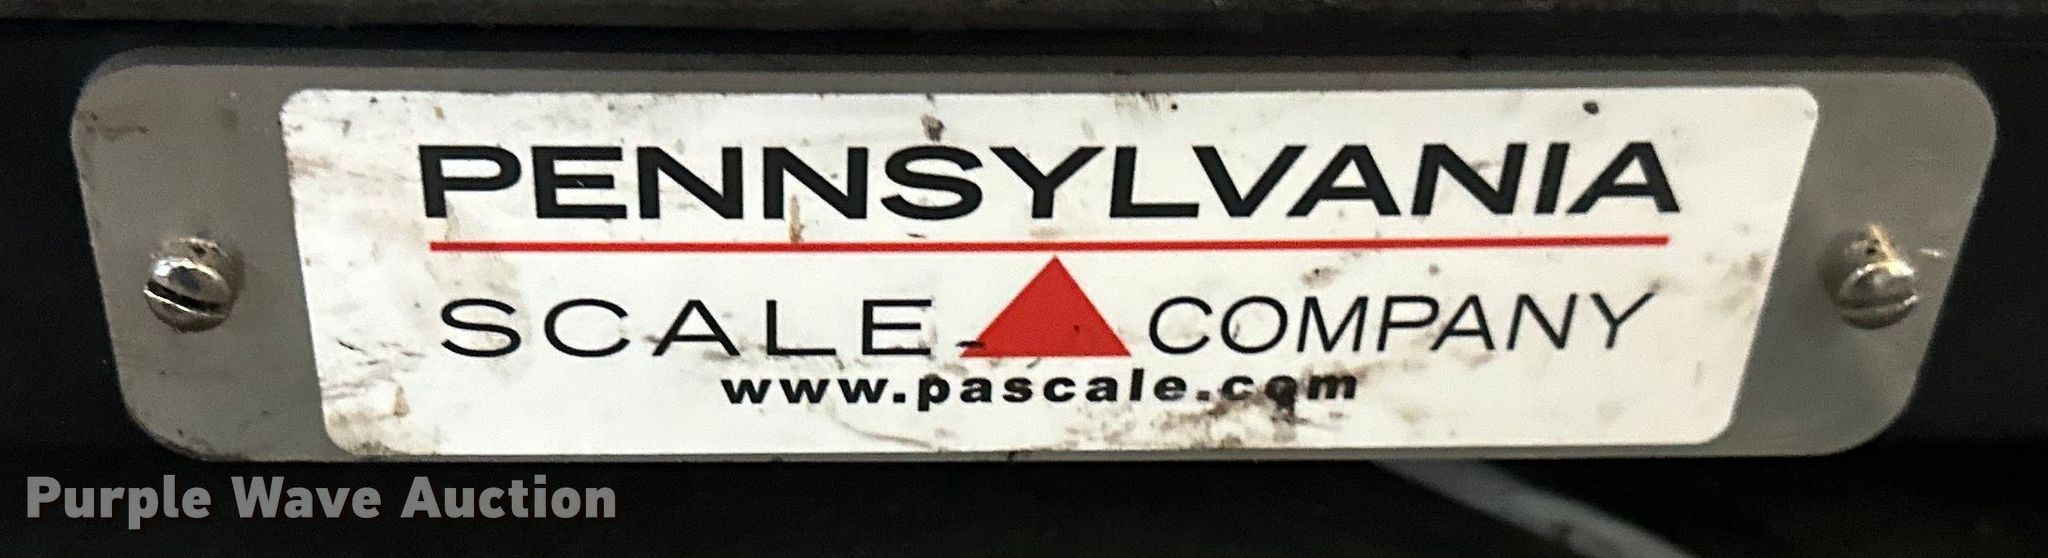 PENNSYLVANIA
SCALE COMPANY
www.pascale.com
Purple Wave Auction